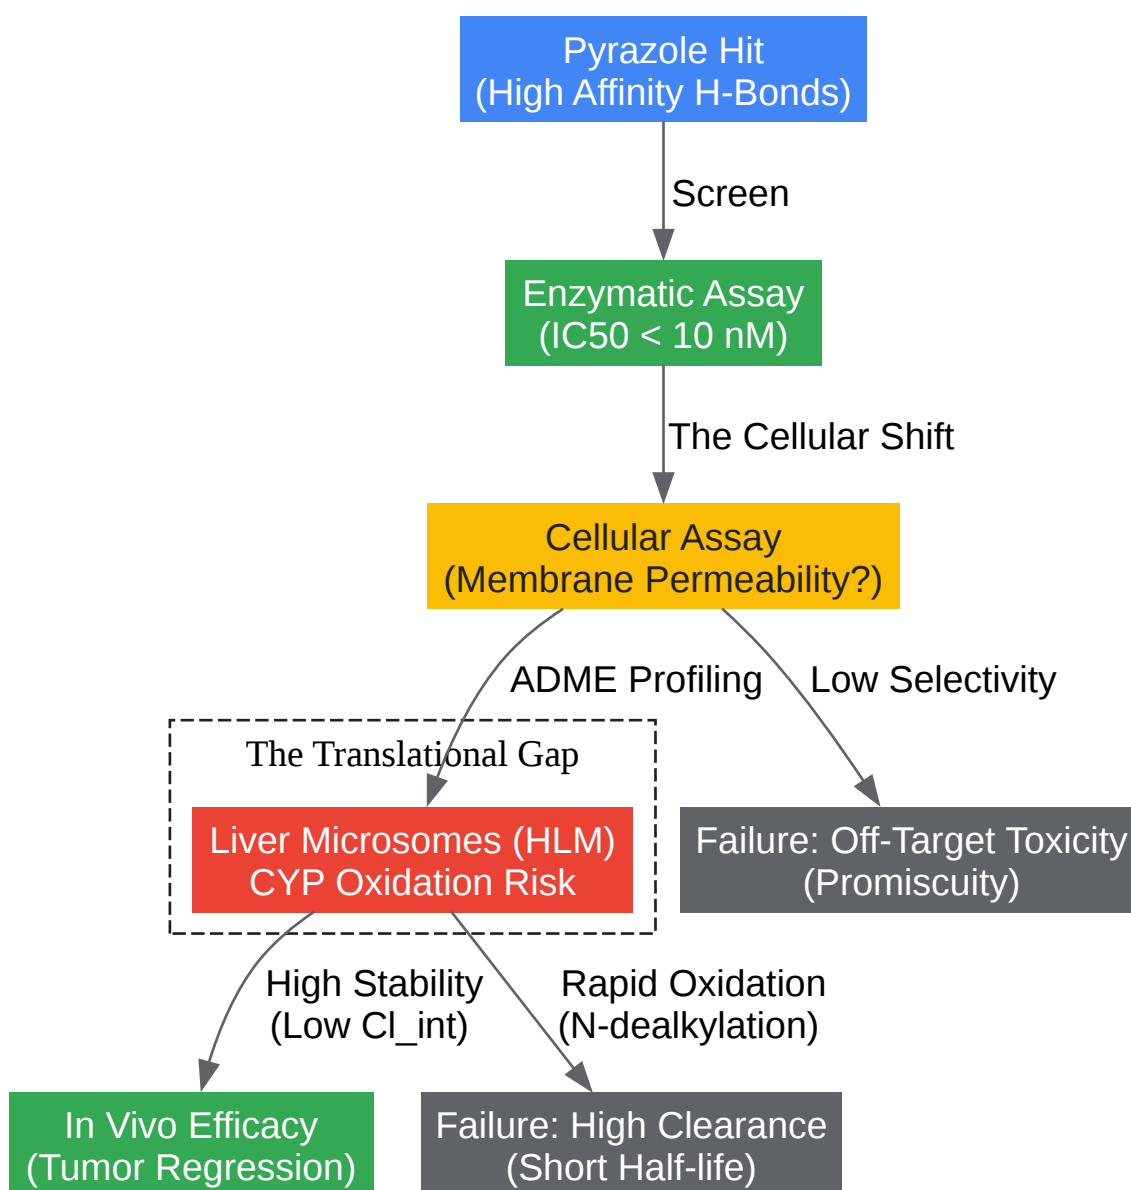 Pyrazole Hit
(High Affinity H-Bonds)
Screen
Enzymatic Assay
(IC50 < 10 nM)
The Cellular Shift
Cellular Assay
(Membrane Permeability?)
ADME Profiling
Low Selectivity
The Translational Gap
Liver Microsomes (HLM)
CYP Oxidation Risk
Failure: Off-Target Toxicity
(Promiscuity)
High Stability
(Low Cl_int)
Rapid Oxidation
(N-dealkylation)
In Vivo Efficacy
(Tumor Regression)
Failure: High Clearance
(Short Half-life)